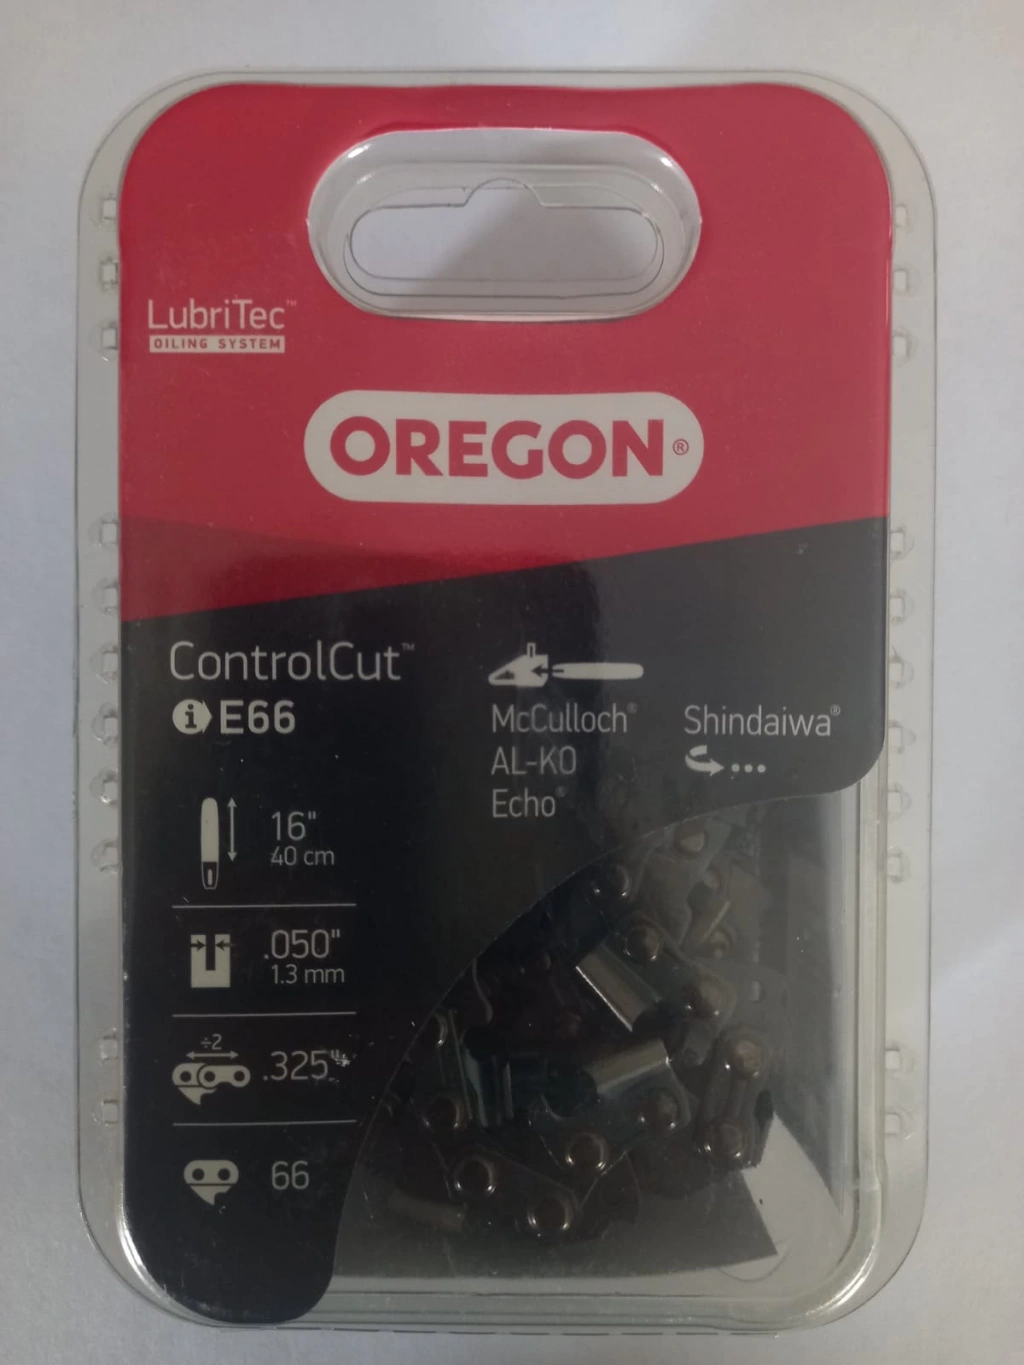 LubriTec™
OILING SYSTEM
OREGON®
ControlCut™
i E66
McCulloch®
AL-KO
Echo®
Shindaiwa®
16"
40 cm
.050"
1.3 mm
÷2
.325"
66